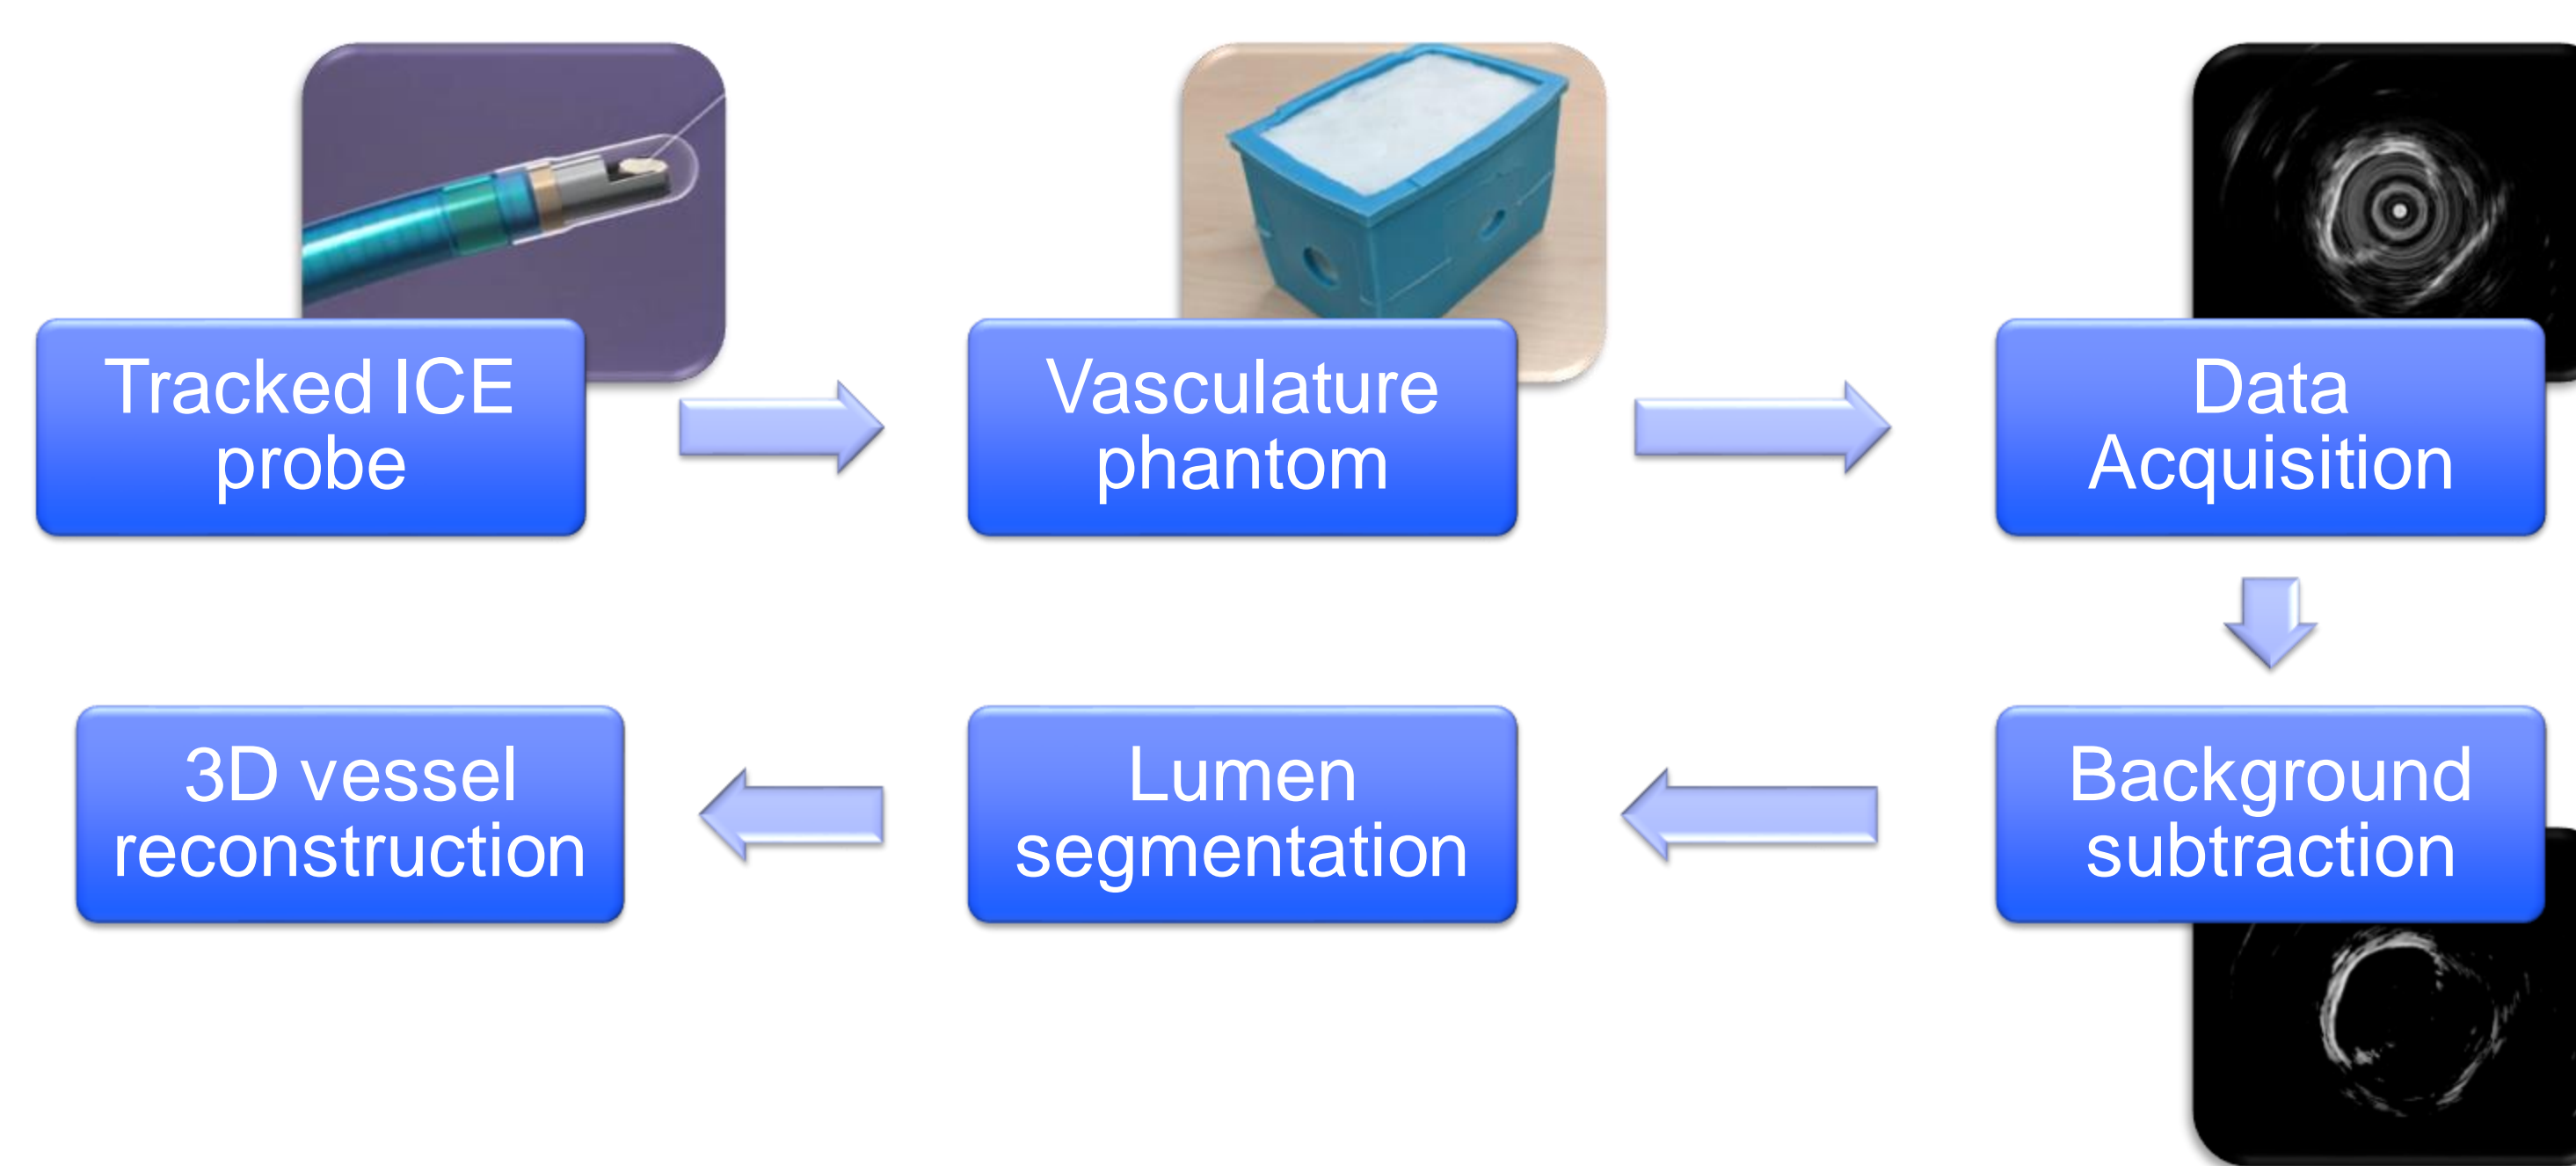 Tracked ICE
probe
Vasculature
phantom
Data
Acquisition
Background
subtraction
Lumen
segmentation
3D vessel
reconstruction